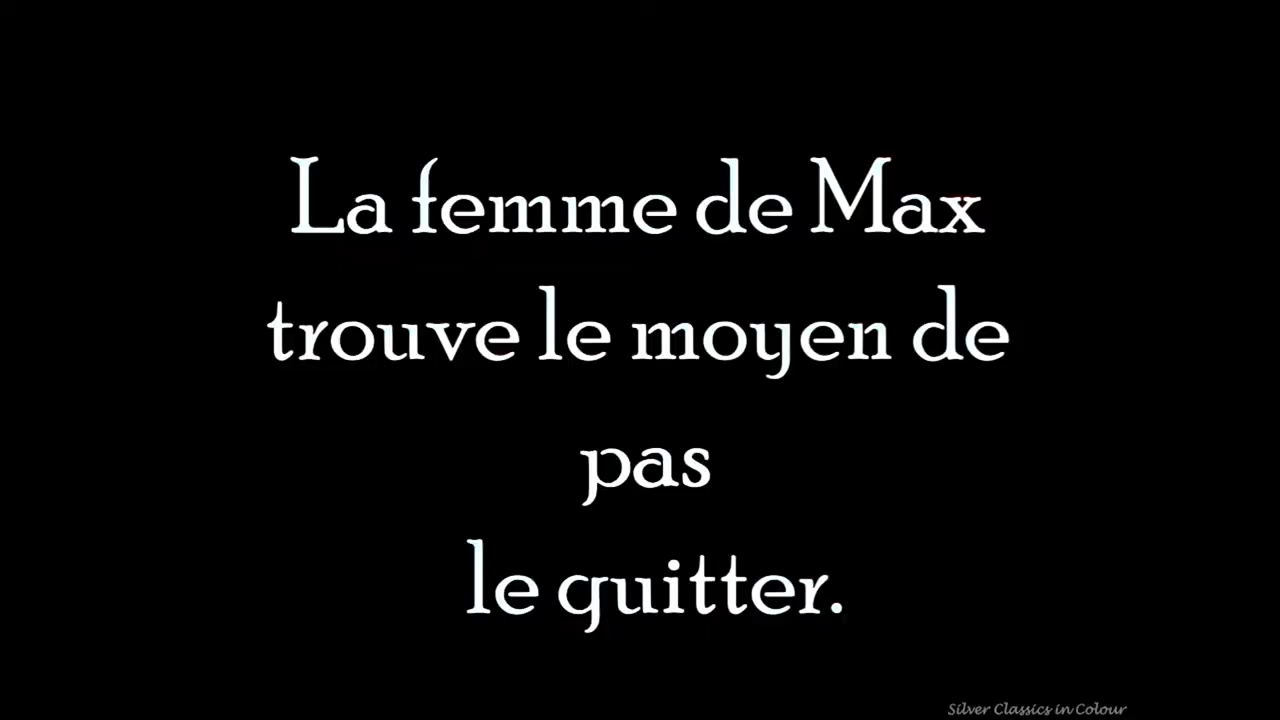 La femme de Max
trouve le moyen de
pas
le quitter.
Silver Classics in Colour